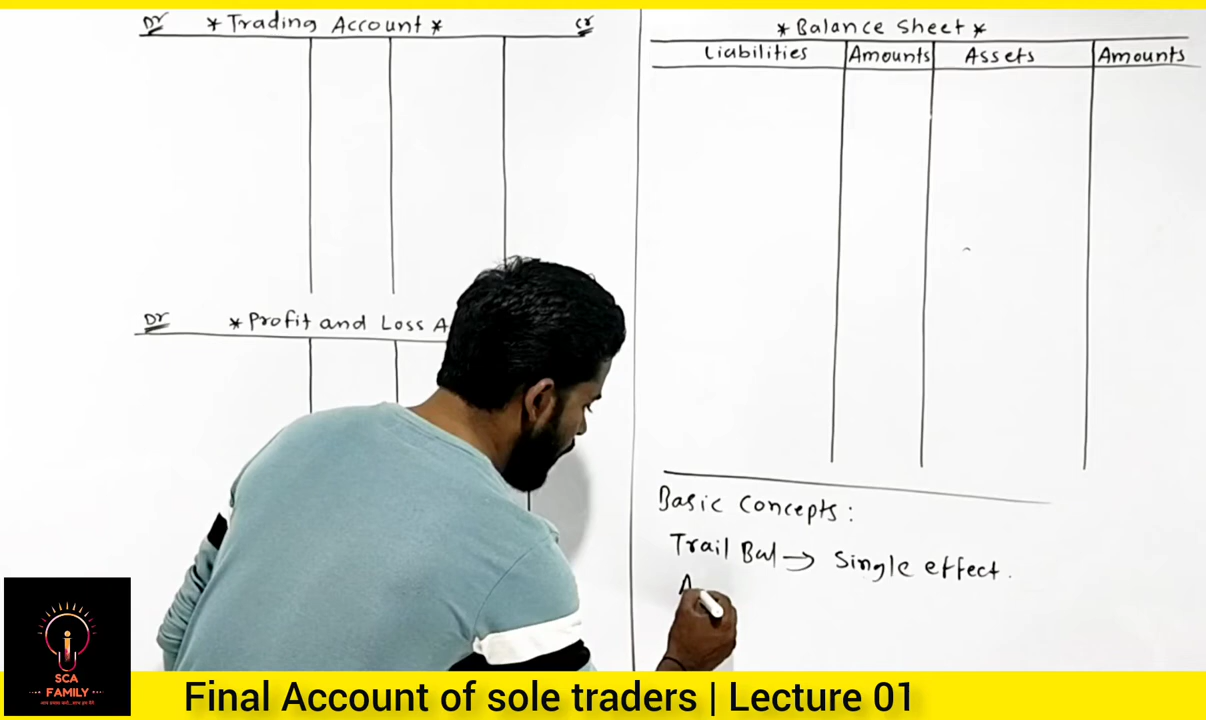 Dr * Trading Account * Cr
Dr * Profit and Loss A
* Balance Sheet *
Liabilities Amounts Assets Amounts
Basic Concepts:
Trail Bal → Single effect.
A
SCA
FAMILY
Final Account of sole traders | Lecture 01